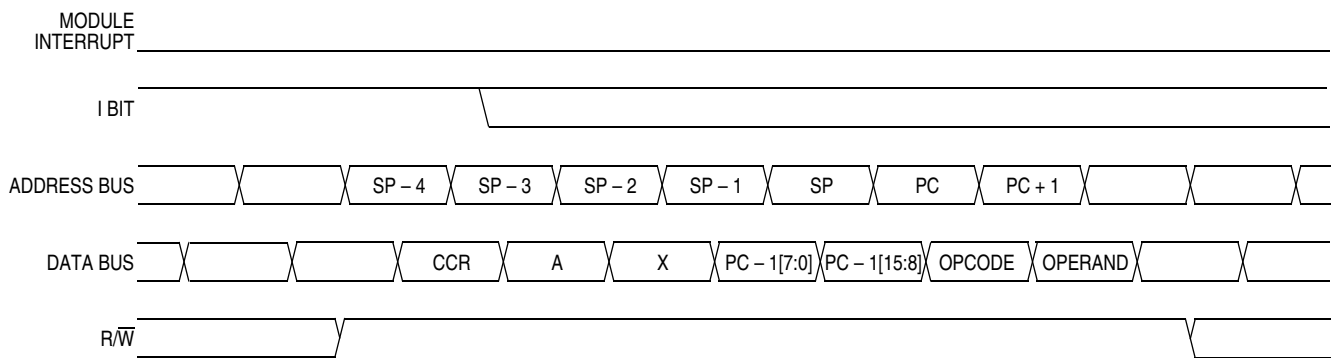 MODULE
INTERRUPT
I BIT
ADDRESS BUS SP – 4 SP – 3 SP – 2 SP – 1 SP PC PC + 1
DATA BUS CCR A X PC – 1[7:0] PC – 1[15:8] OPCODE OPERAND
R/W̅